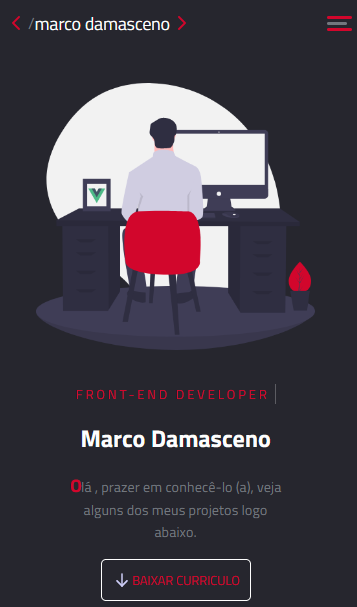 /marco damasceno
FRONT-END DEVELOPER
Marco Damasceno
Olá , prazer em conhecê-lo (a), veja
alguns dos meus projetos logo
abaixo.
BAIXAR CURRICULO